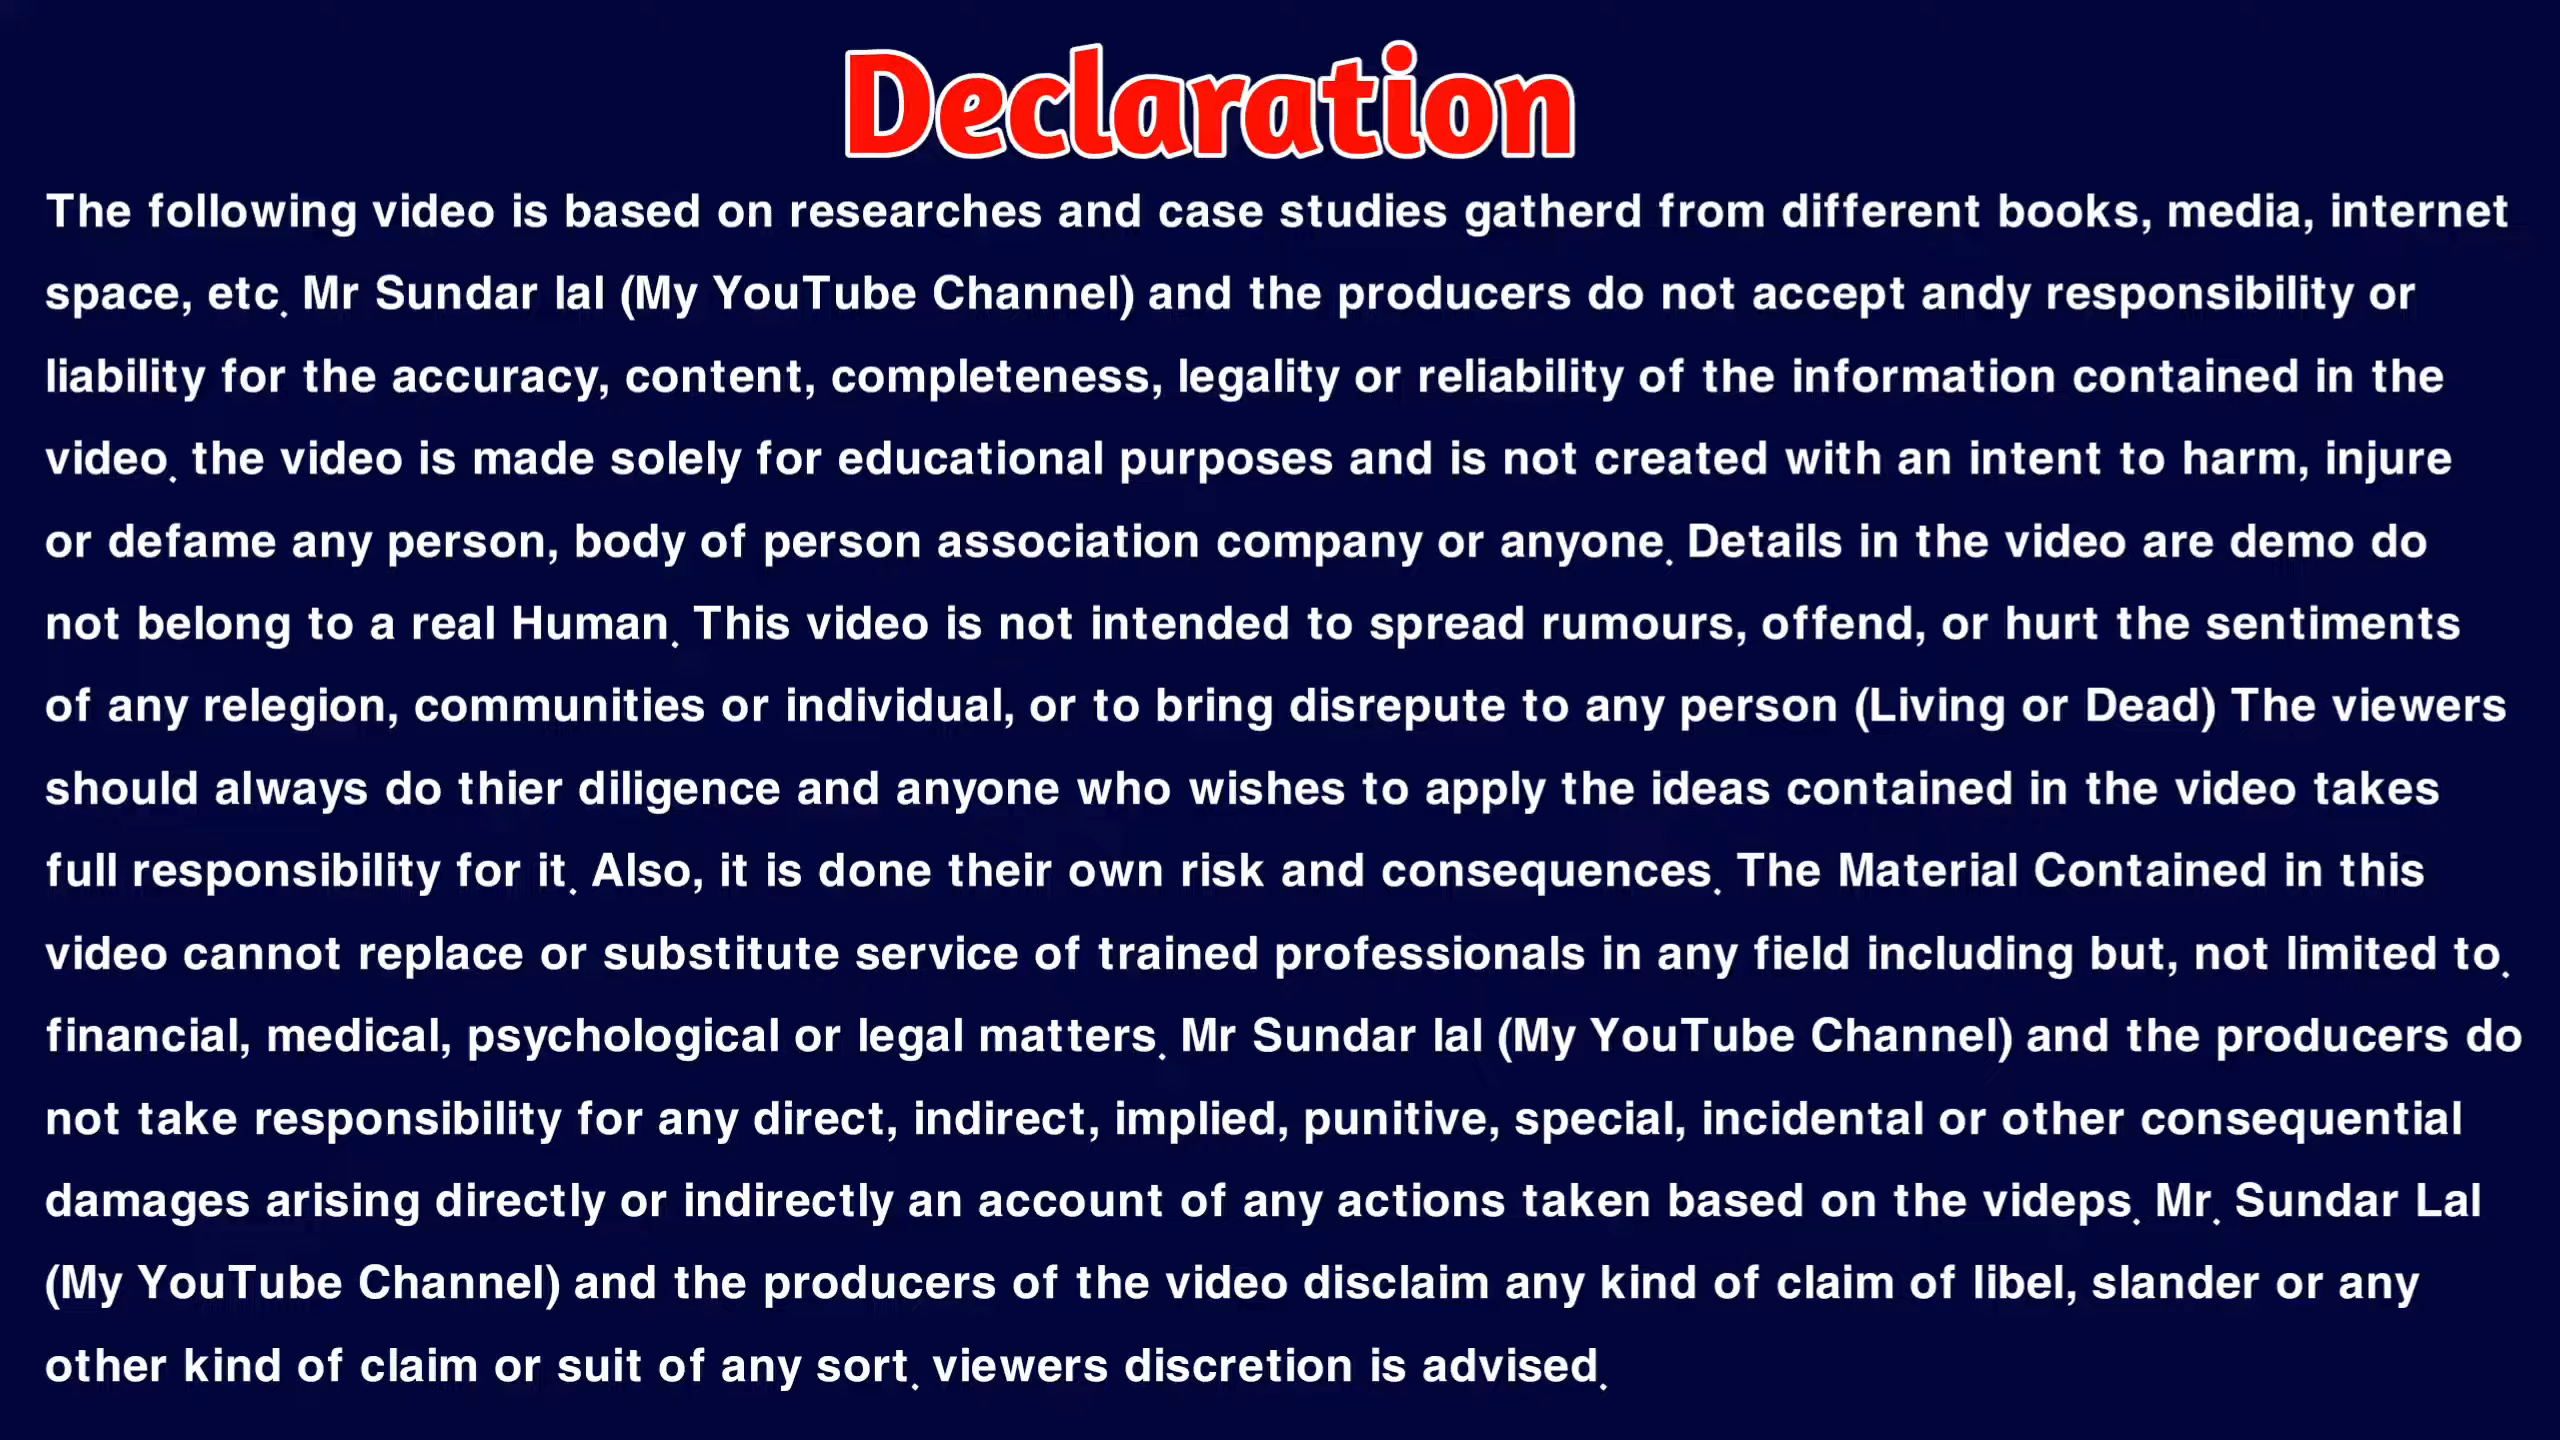 Declaration
The following video is based on researches and case studies gatherd from different books, media, internet
space, etc. Mr Sundar lal (My YouTube Channel) and the producers do not accept andy responsibility or
liability for the accuracy, content, completeness, legality or reliability of the information contained in the
video. the video is made solely for educational purposes and is not created with an intent to harm, injure
or defame any person, body of person association company or anyone. Details in the video are demo do
not belong to a real Human. This video is not intended to spread rumours, offend, or hurt the sentiments
of any relegion, communities or individual, or to bring disrepute to any person (Living or Dead) The viewers
should always do thier diligence and anyone who wishes to apply the ideas contained in the video takes
full responsibility for it. Also, it is done their own risk and consequences. The Material Contained in this
video cannot replace or substitute service of trained professionals in any field including but, not limited to.
financial, medical, psychological or legal matters. Mr Sundar lal (My YouTube Channel) and the producers do
not take responsibility for any direct, indirect, implied, punitive, special, incidental or other consequential
damages arising directly or indirectly an account of any actions taken based on the videps. Mr. Sundar Lal
(My YouTube Channel) and the producers of the video disclaim any kind of claim of libel, slander or any
other kind of claim or suit of any sort. viewers discretion is advised.